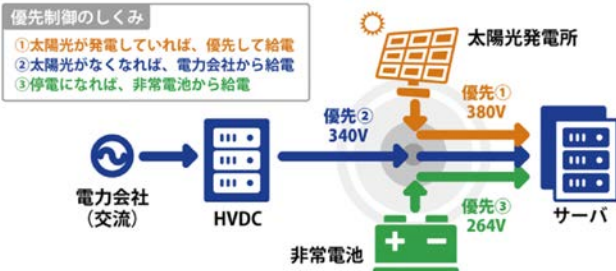 優先制御のしくみ
①太陽光が発電していれば、優先して給電
②太陽光がなくなれば、電力会社から給電
③停電になれば、非常電池から給電
太陽光発電所
優先①
380V
優先②
340V
電力会社
（交流）
HVDC
優先③
264V
非常電池
サーバ